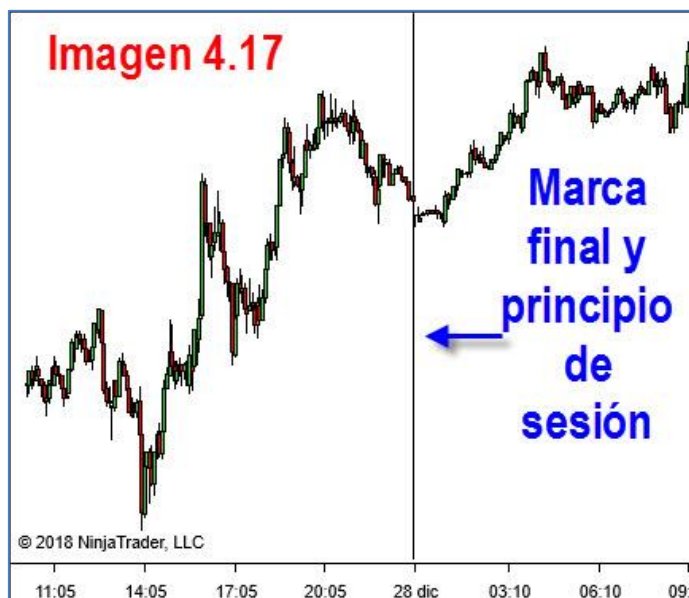 Imagen 4.17
Marca
final y
principio
de
sesión
© 2018 NinjaTrader, LLC
11:05 14:05 17:05 20:05 28 dic 03:10 06:10 09: